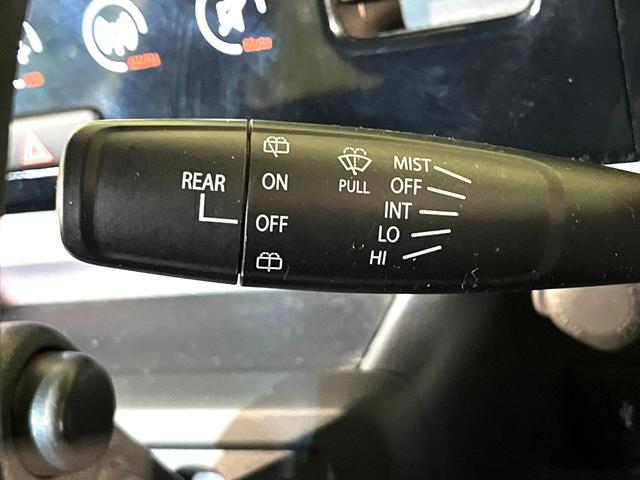 REAR
ON
OFF
PULL
MIST
OFF
INT
LO
HI